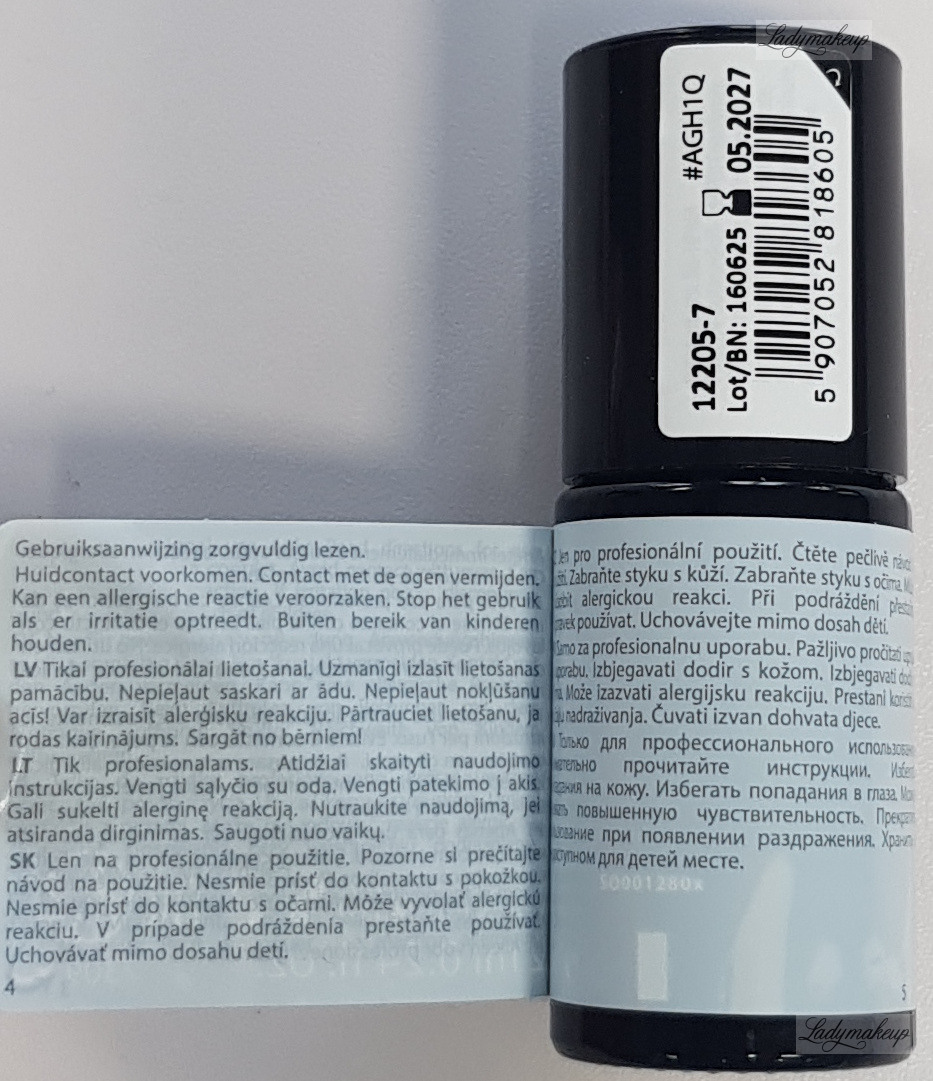 Ladymakeup
#AGH1Q
12205-7
05.2027
Lot/BN: 160625
5 907052 818605
Gebruiksaanwijzing zorgvuldig lezen.
Huidcontact voorkomen. Contact met de ogen vermijden.
Kan een allergische reactie veroorzaken. Stop het gebruik
als er irritatie optreedt. Buiten bereik van kinderen
houden.
LV Tikai profesionālai lietošanai. Uzmanīgi izlasīt lietošanas
pamācību. Nepieļaut saskari ar ādu. Nepieļaut nokļūšanu
acīs! Var izraisīt alerģisku reakciju. Pārtrauciet lietošanu, ja
rodas kairinājums. Sargāt no bērniem!
LT Tik profesionalams. Atidžiai skaityti naudojimo
instrukcijas. Vengti sąlyčio su oda. Vengti patekimo į akis.
Gali sukelti alerginę reakciją. Nutraukite naudojimą, jei
atsiranda dirginimas. Saugoti nuo vaikų.
SK Len na profesionálne použitie. Pozorne si prečítajte
návod na použitie. Nesmie prísť do kontaktu s pokožkou.
Nesmie prísť do kontaktu s očami. Môže vyvolať alergickú
reakciu. V prípade podráždenia prestaňte používať.
Uchovávať mimo dosahu detí.
4
Jen pro profesionální použití. Čtěte pečlivě
Zabraňte styku s kůží. Zabraňte styku s očima.
alergickou reakci. Při podráždění
používat. Uchovávejte mimo dosah dětí.
Samo za profesionalnu uporabu. Pažljivo pročitati
Izbjegavati dodir s kožom. Izbjegavati
Može izazvati alergijsku reakciju. Prestani
nadraživanja. Čuvati izvan dohvata djece.
Только для профессионального
прочитайте инструкции.
на кожу. Избегать попадания в глаза.
повышенную чувствительность.
при появлении раздражения.
для детей месте.
5
Ladymakeup